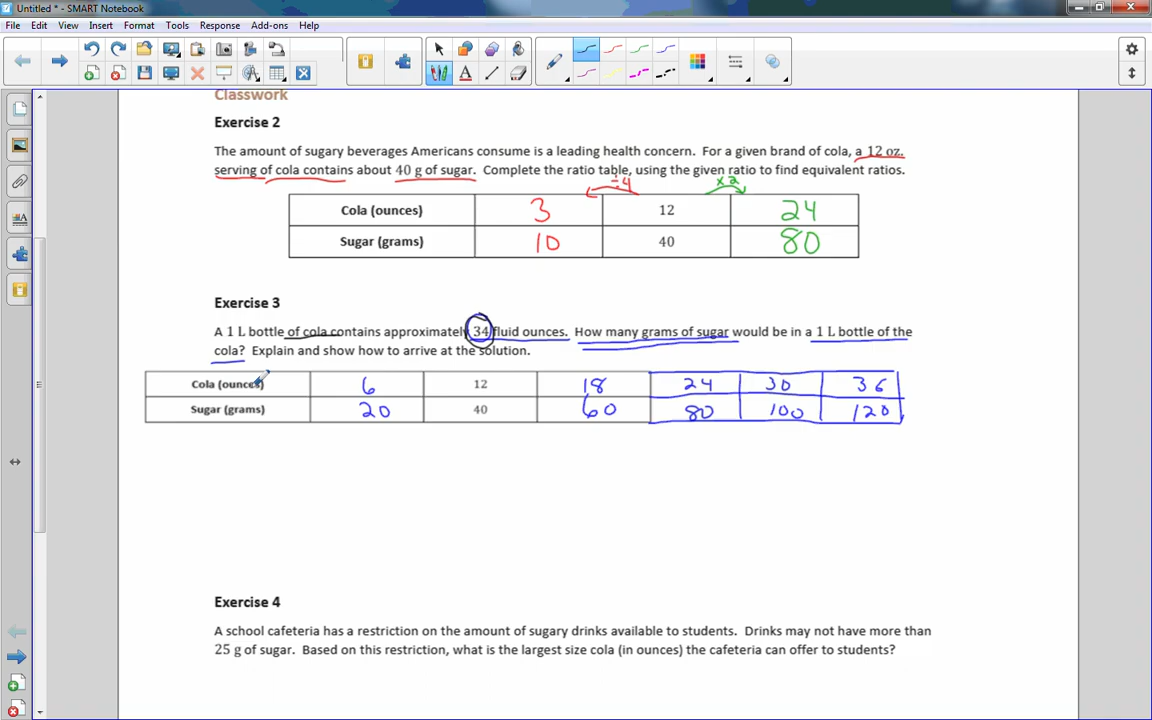 Untitled * - SMART Notebook
File Edit View Insert Format Tools Response Add-ons Help
Classwork
Exercise 2
The amount of sugary beverages Americans consume is a leading health concern. For a given brand of cola, a 12 oz.
serving of cola contains about 40 g of sugar. Complete the ratio table, using the given ratio to find equivalent ratios.
÷4 ×2
Cola (ounces) 3 12 24
Sugar (grams) 10 40 80
Exercise 3
A 1 L bottle of cola contains approximately 34 fluid ounces. How many grams of sugar would be in a 1 L bottle of the
cola? Explain and show how to arrive at the solution.
Cola (ounces) 6 12 18 24 30 36
Sugar (grams) 20 40 60 80 100 120
Exercise 4
A school cafeteria has a restriction on the amount of sugary drinks available to students. Drinks may not have more than
25 g of sugar. Based on this restriction, what is the largest size cola (in ounces) the cafeteria can offer to students?